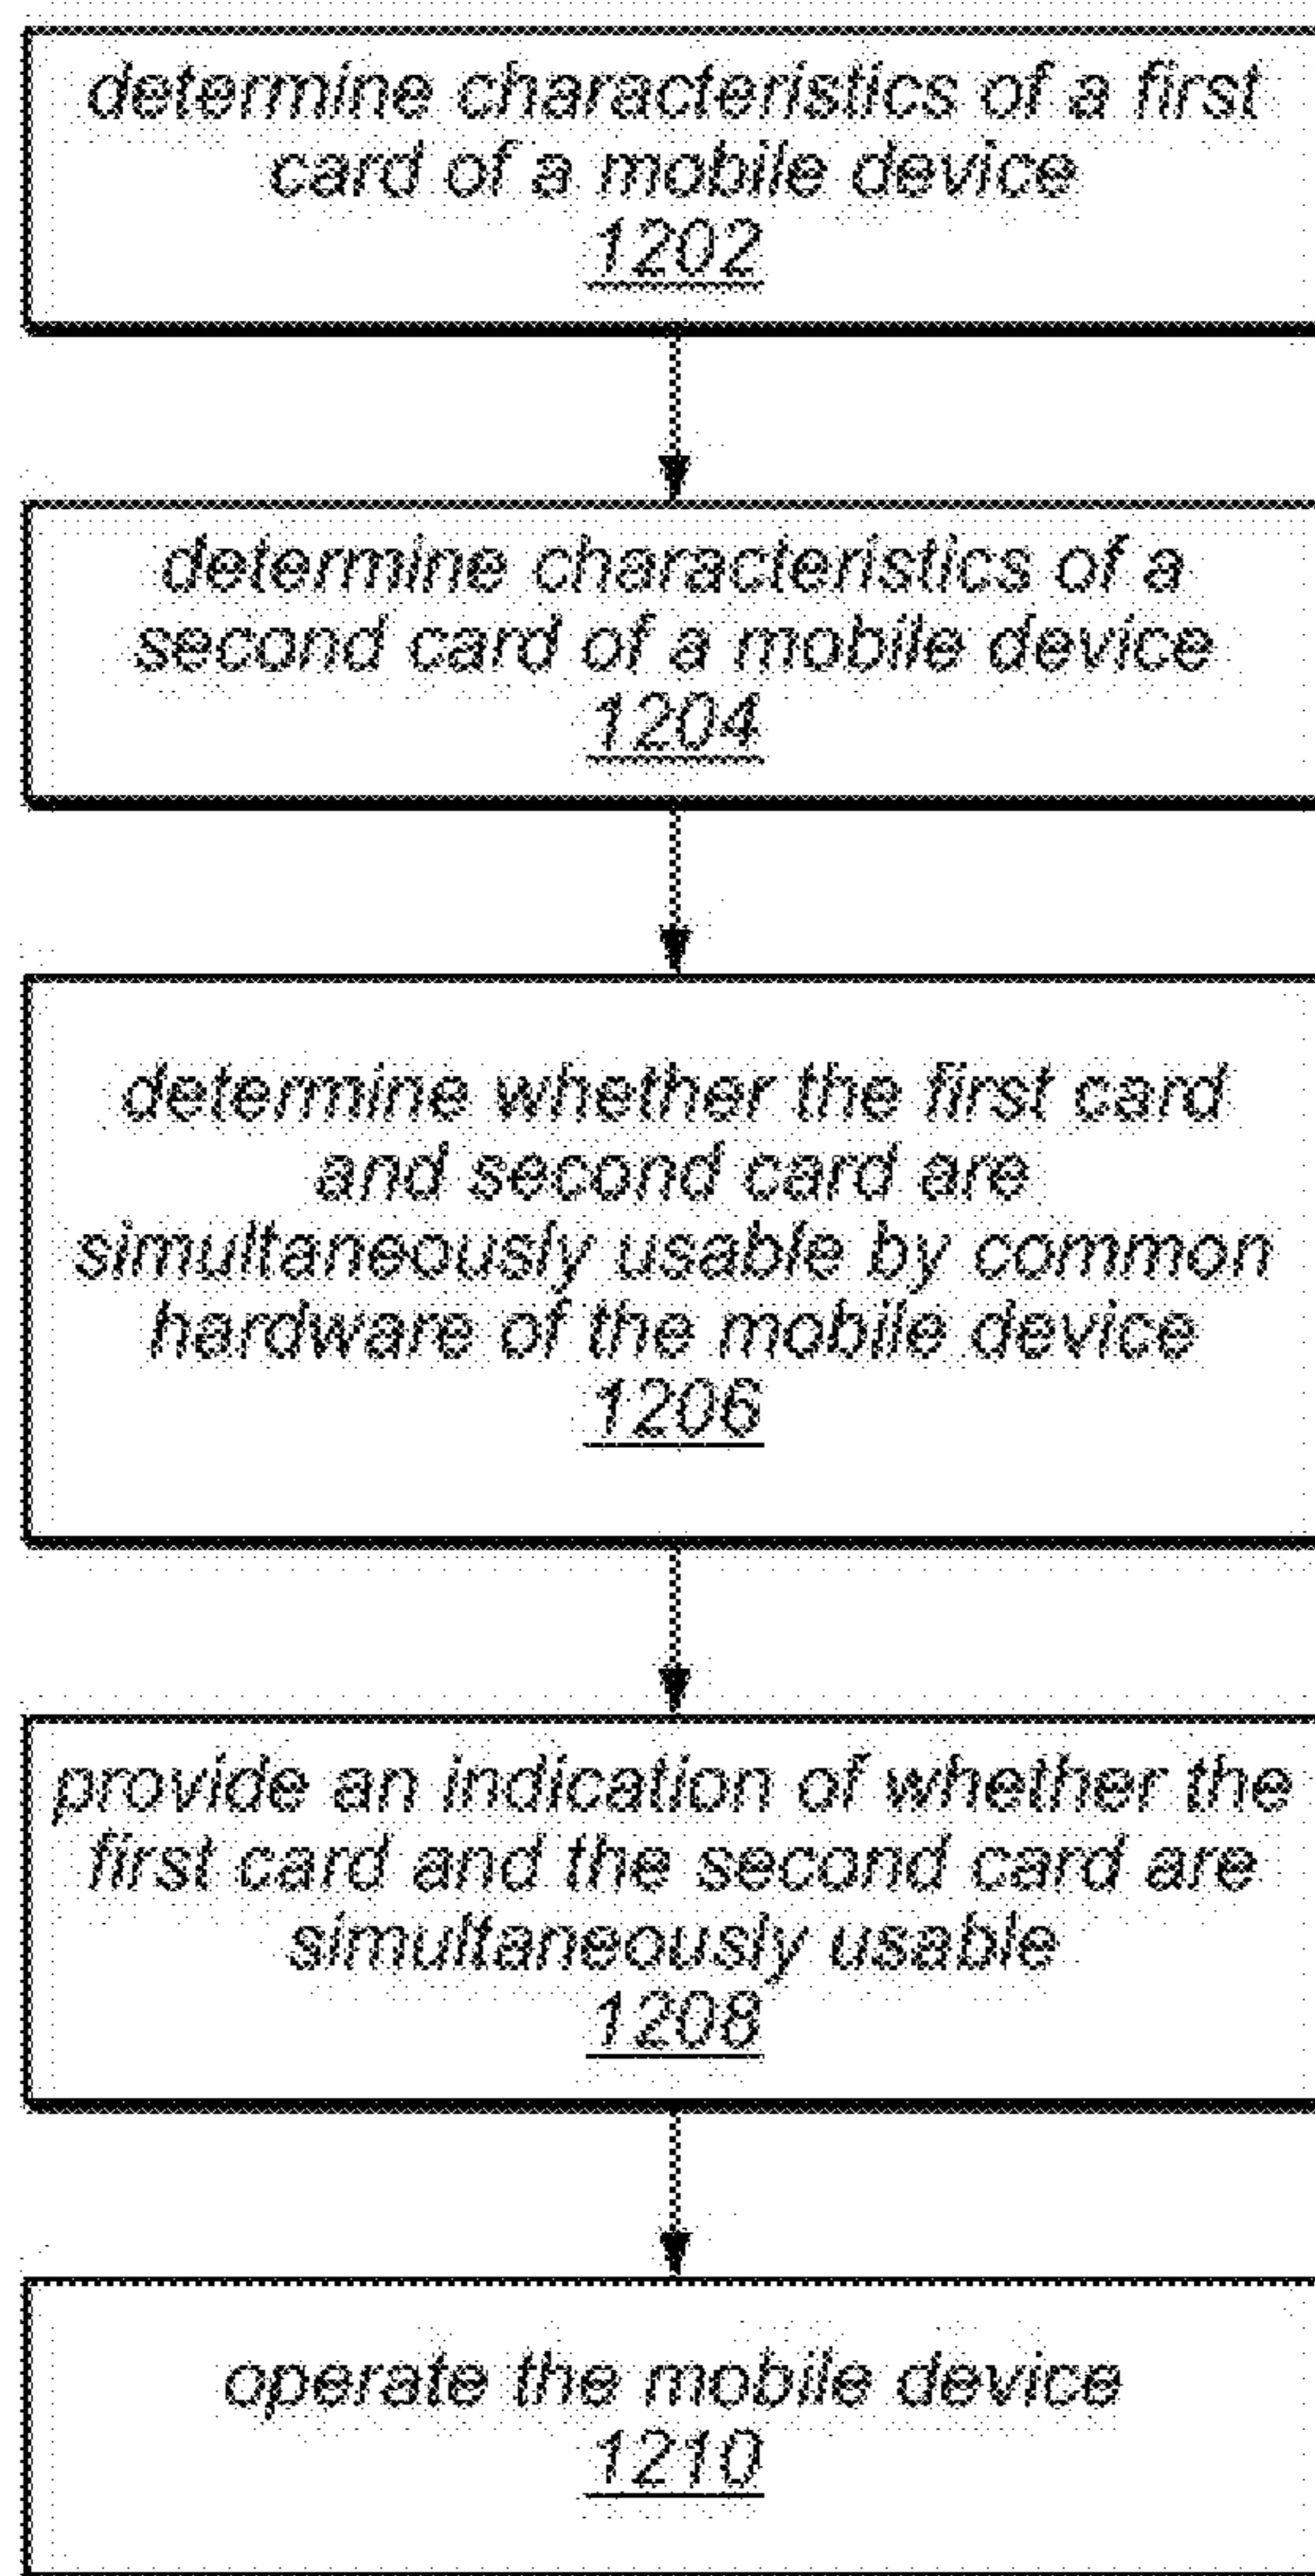 determine characteristics of a first
card of a mobile device
1202
determine characteristics of a
second card of a mobile device
1204
determine whether the first card
and second card are
simultaneously usable by common
hardware of the mobile device
1206
provide an indication of whether the
first card and the second card are
simultaneously usable
1208
operate the mobile device
1210